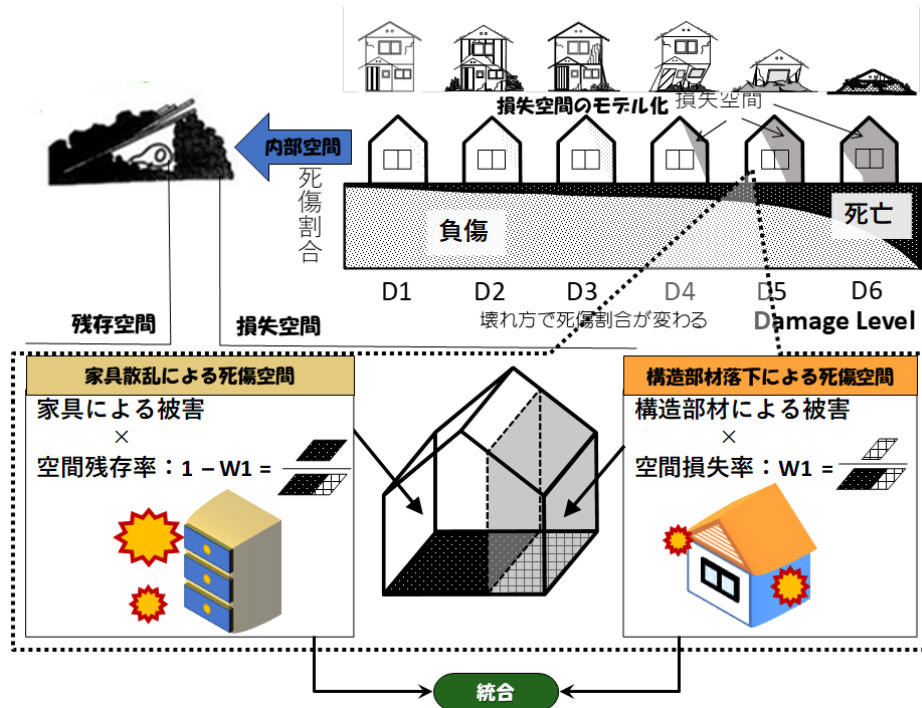 損失空間のモデル化
損失空間
内部空間
死傷割合
負傷
死亡
D1 D2 D3 D4 D5 D6
残存空間
損失空間
壊れ方で死傷割合が変わる
Damage Level
家具散乱による死傷空間
家具による被害
×
空間残存率：1 − W1 =
構造部材落下による死傷空間
構造部材による被害
×
空間損失率：W1 =
統合